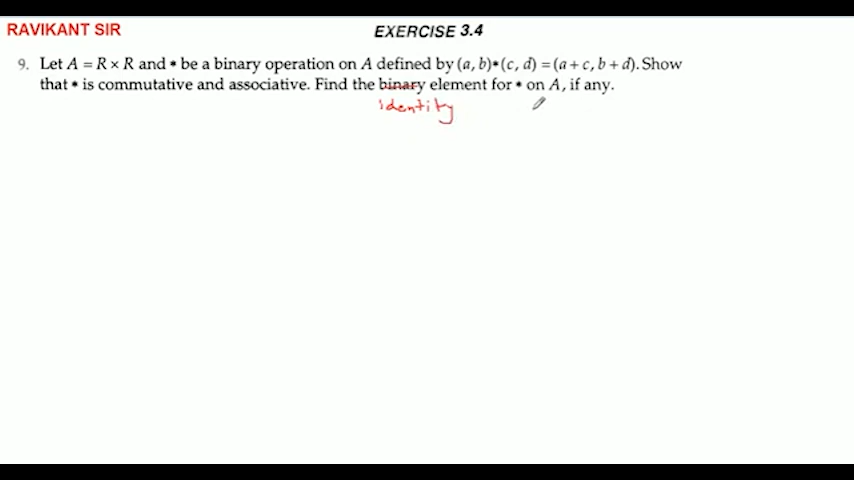 RAVIKANT SIR
EXERCISE 3.4
9. Let A = R × R and * be a binary operation on A defined by (a, b)*(c, d) = (a + c, b + d). Show
that * is commutative and associative. Find the binary element for * on A, if any.
identity